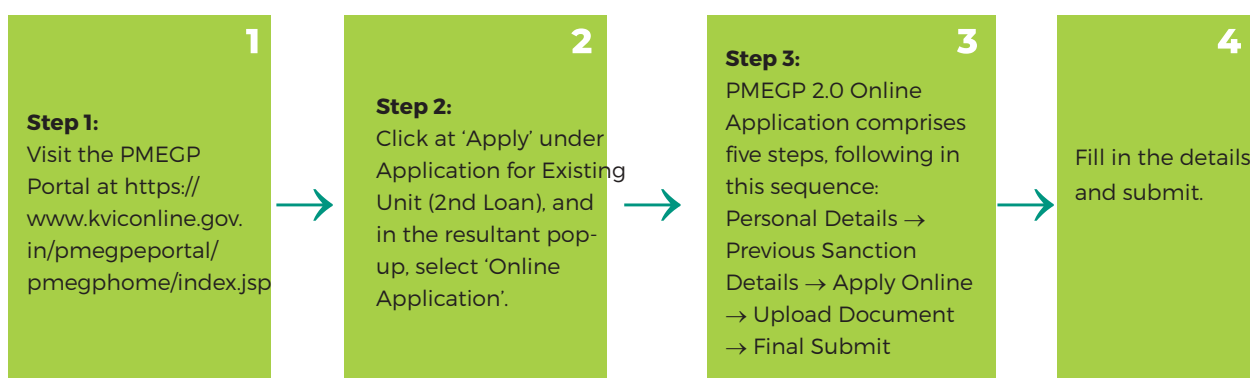 1
Step 1:
Visit the PMEGP
Portal at https://
www.kviconline.gov.
in/pmegpeportal/
pmegphome/index.jsp
2
Step 2:
Click at ‘Apply’ under
Application for Existing
Unit (2nd Loan), and
in the resultant pop-
up, select ‘Online
Application’.
3
Step 3:
PMEGP 2.0 Online
Application comprises
five steps, following in
this sequence:
Personal Details →
Previous Sanction
Details → Apply Online
→ Upload Document
→ Final Submit
4
Fill in the details
and submit.